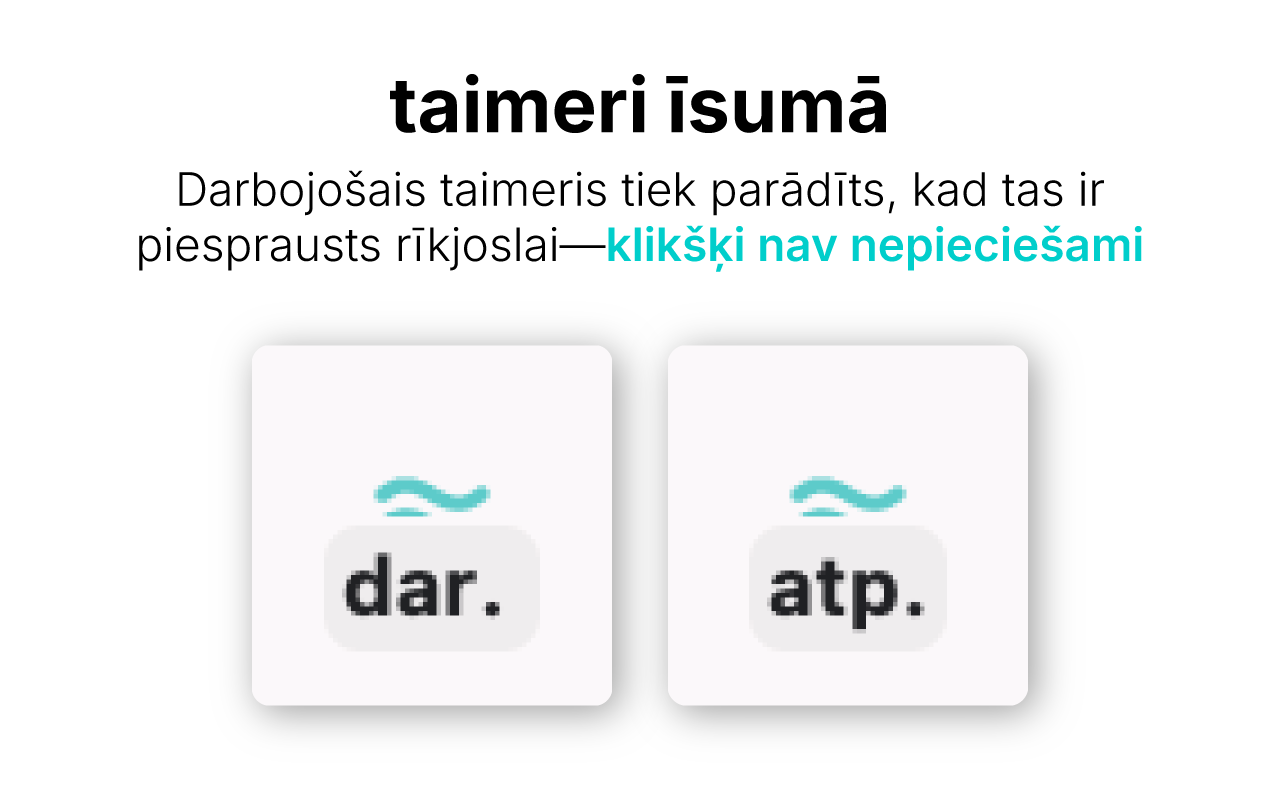 taimeri īsumā
Darbojošais taimeris tiek parādīts, kad tas ir
piesprausts rīkjoslai—klikšķi nav nepieciešami
dar.
atp.